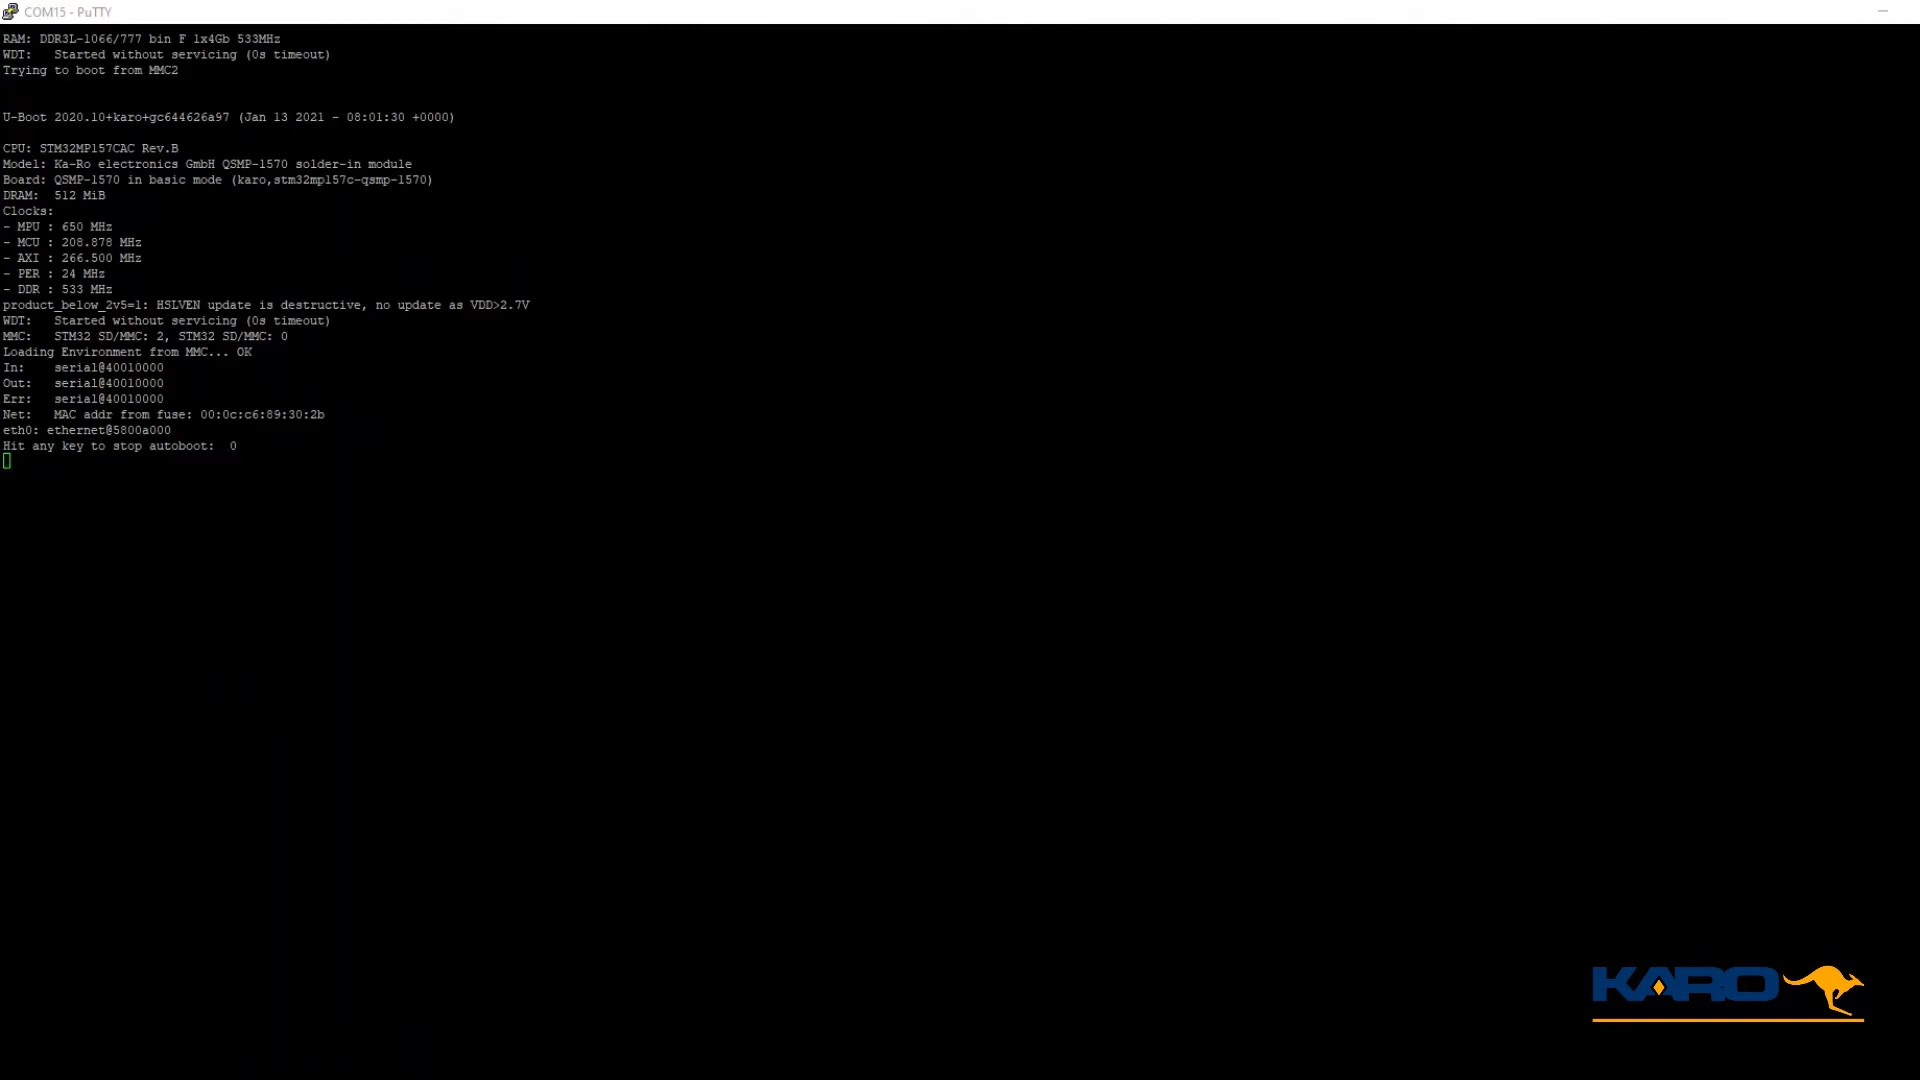 COM15 - PuTTY
RAM: DDR3L-1066/777 bin F 1x4Gb 533MHz
WDT:   Started without servicing (0s timeout)
Trying to boot from MMC2
U-Boot 2020.10+karo+gc644626a97 (Jan 13 2021 - 08:01:30 +0000)
CPU: STM32MP157CAC Rev.B
Model: Ka-Ro electronics GmbH QSMP-1570 solder-in module
Board: QSMP-1570 in basic mode (karo,stm32mp157c-qsmp-1570)
DRAM:  512 MiB
Clocks:
- MPU : 650 MHz
- MCU : 208.878 MHz
- AXI : 266.500 MHz
- PER : 24 MHz
- DDR : 533 MHz
product_below_2v5=1: HSLVEN update is destructive, no update as VDD>2.7V
WDT:   Started without servicing (0s timeout)
MMC:   STM32 SD/MMC: 2, STM32 SD/MMC: 0
Loading Environment from MMC... OK
In:    serial@40010000
Out:   serial@40010000
Err:   serial@40010000
Net:   MAC addr from fuse: 00:0c:c6:89:30:2b
eth0: ethernet@5800a000
Hit any key to stop autoboot:  0
KARO